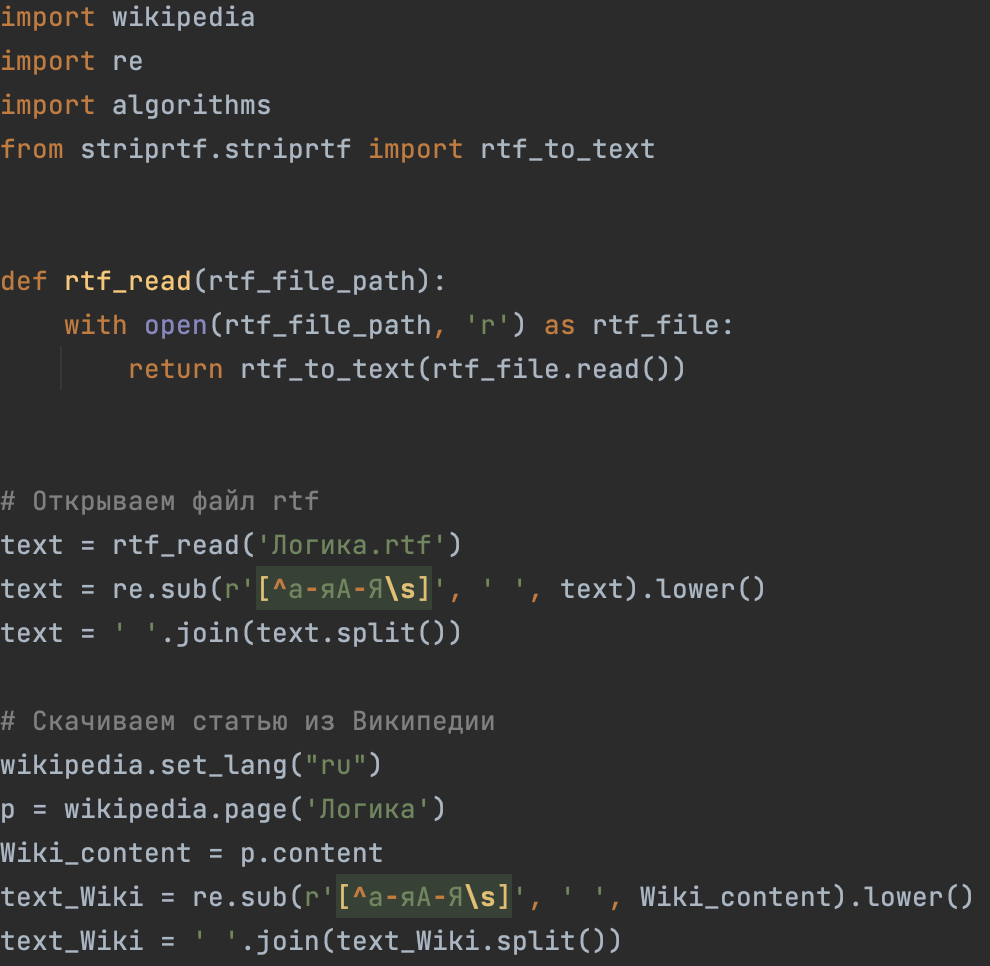 import wikipedia
import re
import algorithms
from striprtf.striprtf import rtf_to_text
def rtf_read(rtf_file_path):
    with open(rtf_file_path, 'r') as rtf_file:
        return rtf_to_text(rtf_file.read())
# Открываем файл rtf
text = rtf_read('Логика.rtf')
text = re.sub(r'[^а-яА-Я\s]', ' ', text).lower()
text = ' '.join(text.split())
# Скачиваем статью из Википедии
wikipedia.set_lang("ru")
p = wikipedia.page('Логика')
Wiki_content = p.content
text_Wiki = re.sub(r'[^а-яА-Я\s]', ' ', Wiki_content).lower()
text_Wiki = ' '.join(text_Wiki.split())